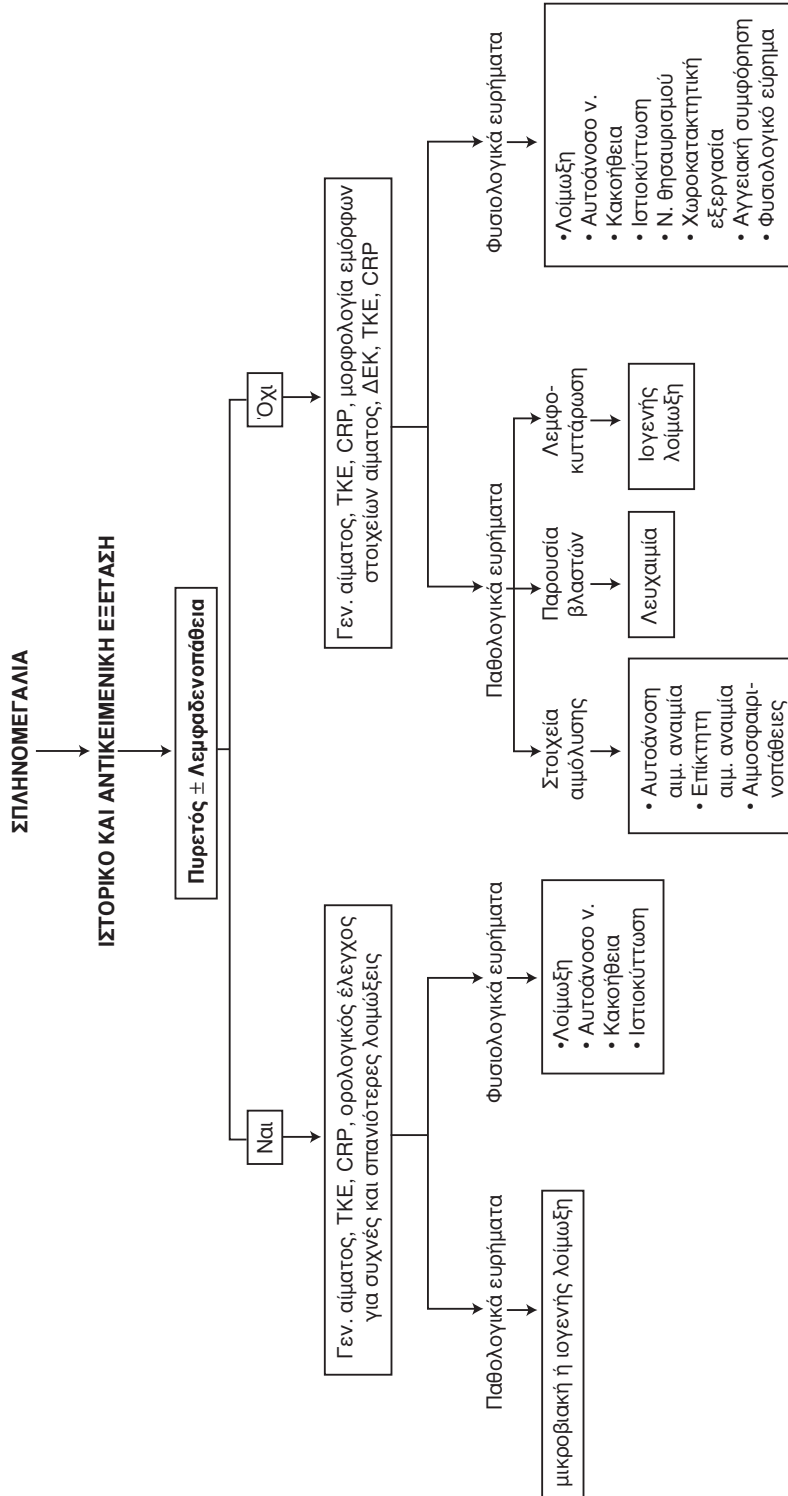 ΣΠΛΗΝΟΜΕΓΑΛΙΑ
ΙΣΤΟΡΙΚΟ ΚΑΙ ΑΝΤΙΚΕΙΜΕΝΙΚΗ ΕΞΕΤΑΣΗ
Πυρετός ± Λεμφαδενοπάθεια
Ναι
Όχι
Γεν. αίματος, ΤΚΕ, CRP, ορολογικός έλεγχος
για συχνές και σπανιότερες λοιμώξεις
Γεν. αίματος, ΤΚΕ, CRP, μορφολογία εμόρφων
στοιχείων αίματος, ΔΕΚ, ΤΚΕ, CRP
Παθολογικά ευρήματα
Φυσιολογικά ευρήματα
Παθολογικά ευρήματα
Φυσιολογικά ευρήματα
μικροβιακή ή ιογενής λοίμωξη
•Λοίμωξη
• Αυτοάνοσο ν.
• Κακοήθεια
• Ιστιοκύττωση
Στοιχεία
αιμόλυσης
Παρουσία
βλαστών
Λεμφο-
κυττάρωση
• Αυτοάνοση
αιμ. αναιμία
• Επίκτητη
αιμ. αναιμία
• Αιμοσφαιρι-
νοπάθειες
Λευχαιμία
Ιογενής
λοίμωξη
•Λοίμωξη
• Αυτοάνοσο ν.
• Κακοήθεια
• Ιστιοκύττωση
• Ν. θησαυρισμού
• Χωροκατακτητική
εξεργασία
• Αγγειακή συμφόρηση
• Φυσιολογικό εύρημα